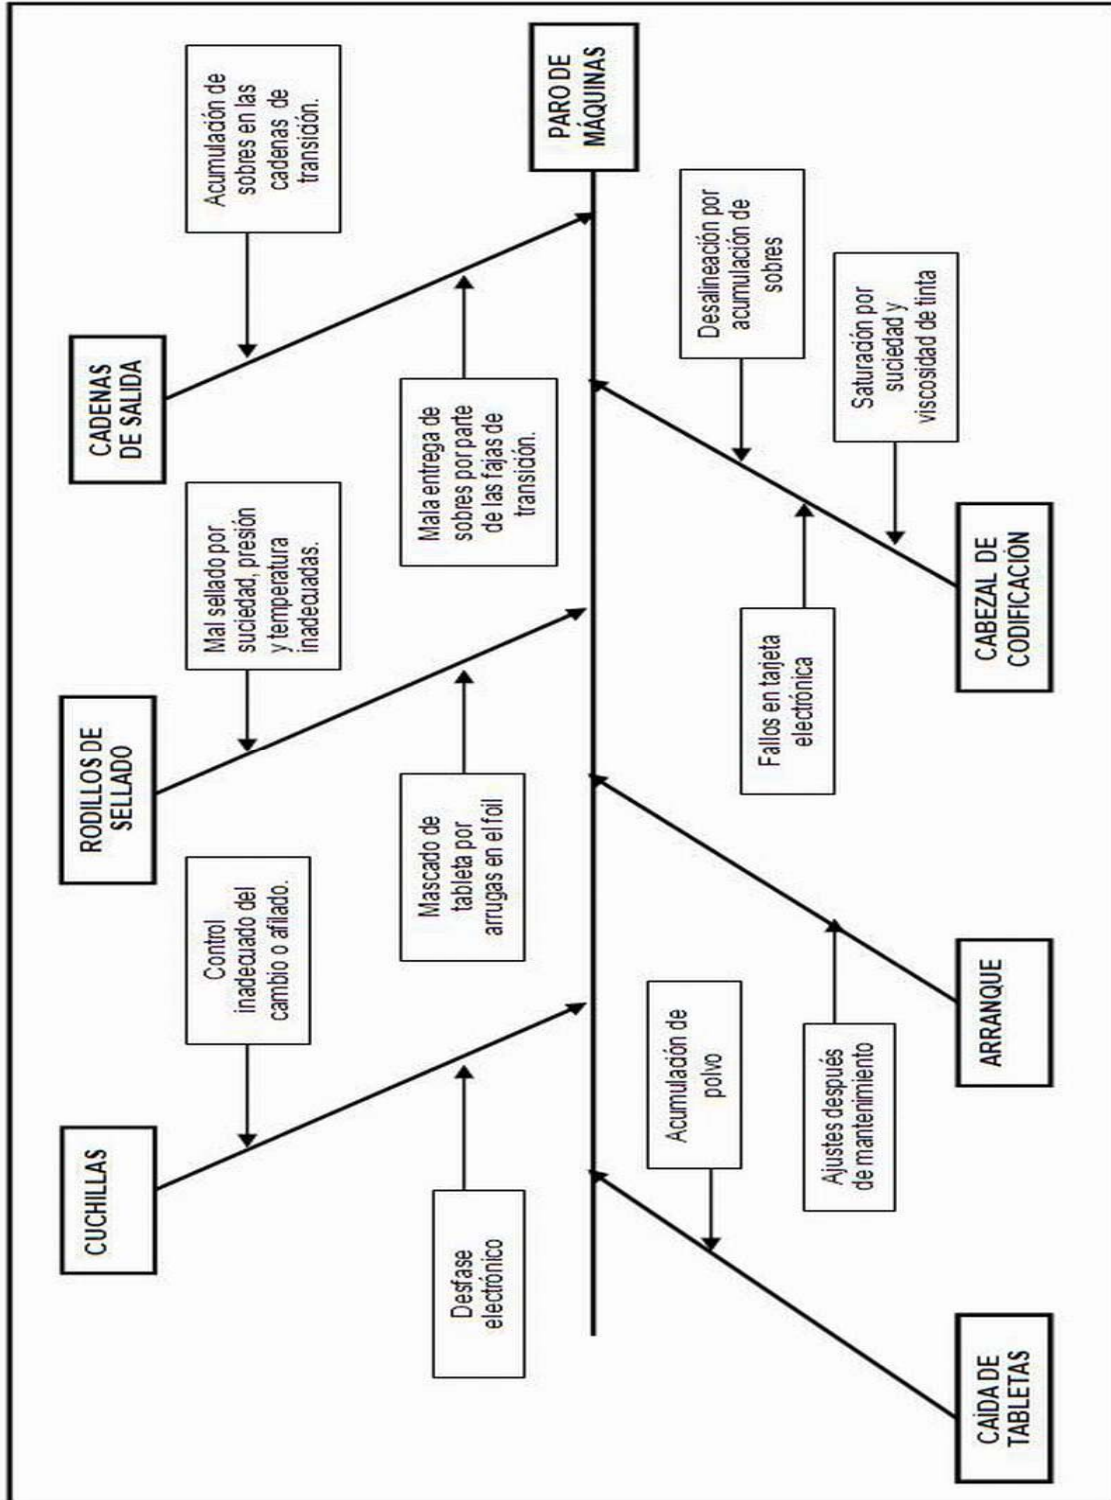 CUCHILLAS
RODILLOS DE
SELLADO
CADENAS
DE SALIDA
Control
inadecuado del
cambio o afilado.
Mal sellado por
suciedad, presión
y temperatura
inadecuadas.
Acumulación de
sobres en las
cadenas de
transición.
Desfase
electrónico
Mascado de
tableta por
arrugas en el foil
Mala entrega de
sobres por parte
de las fajas de
transición.
PARO DE
MÁQUINAS
Acumulación de
polvo
Ajustes después
de mantenimiento
Fallos en tarjeta
electrónica
Desalineación por
acumulación de
sobres
Saturación por
suciedad y
viscosidad de tinta
CAÍDA DE
TABLETAS
ARRANQUE
CABEZAL DE
CODIFICACIÓN